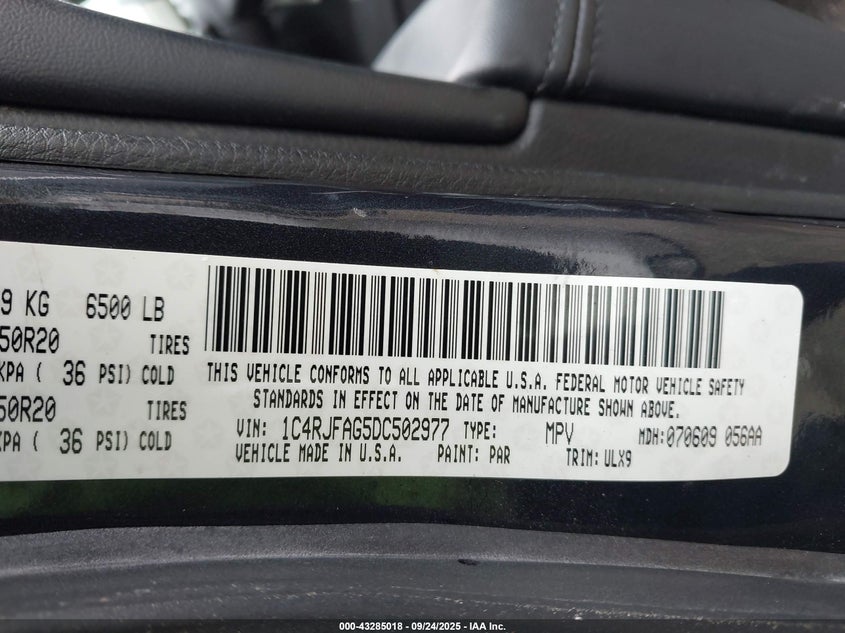 9 KG 6500 LB
50R20 TIRES
KPA ( 36 PSI) COLD
50R20 TIRES
KPA ( 36 PSI) COLD
THIS VEHICLE CONFORMS TO ALL APPLICABLE U.S.A. FEDERAL MOTOR VEHICLE SAFETY
STANDARDS IN EFFECT ON THE DATE OF MANUFACTURE SHOWN ABOVE.
VIN: 1C4RJFAG5DC502977 TYPE: MPV MDH:070609 056AA
VEHICLE MADE IN U.S.A. PAINT: PAR TRIM: ULX9
000-43285018 - 09/24/2025 - IAA Inc.